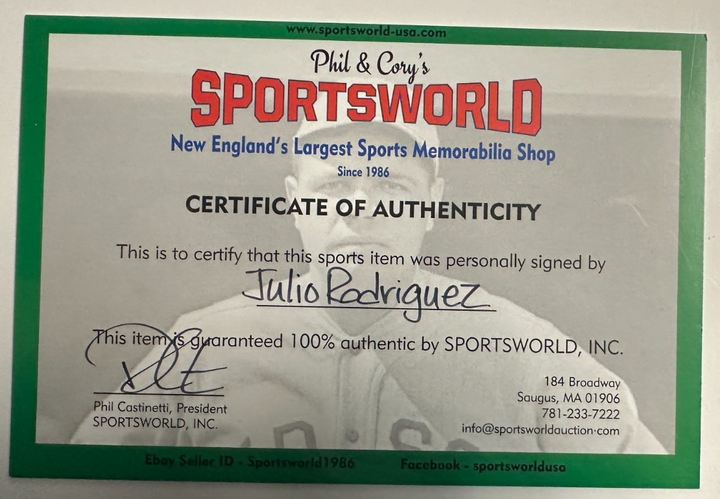 www.sportsworld-usa.com
Phil & Cory's
SPORTSWORLD
New England's Largest Sports Memorabilia Shop
Since 1986
CERTIFICATE OF AUTHENTICITY
This is to certify that this sports item was personally signed by
Julio Rodriguez
This item is guaranteed 100% authentic by SPORTSWORLD, INC.
Phil Castinetti, President
SPORTSWORLD, INC.
184 Broadway
Saugus, MA 01906
781-233-7222
info@sportsworldauction.com
Ebay Seller ID - Sportsworld1986
Facebook - sportsworldusa